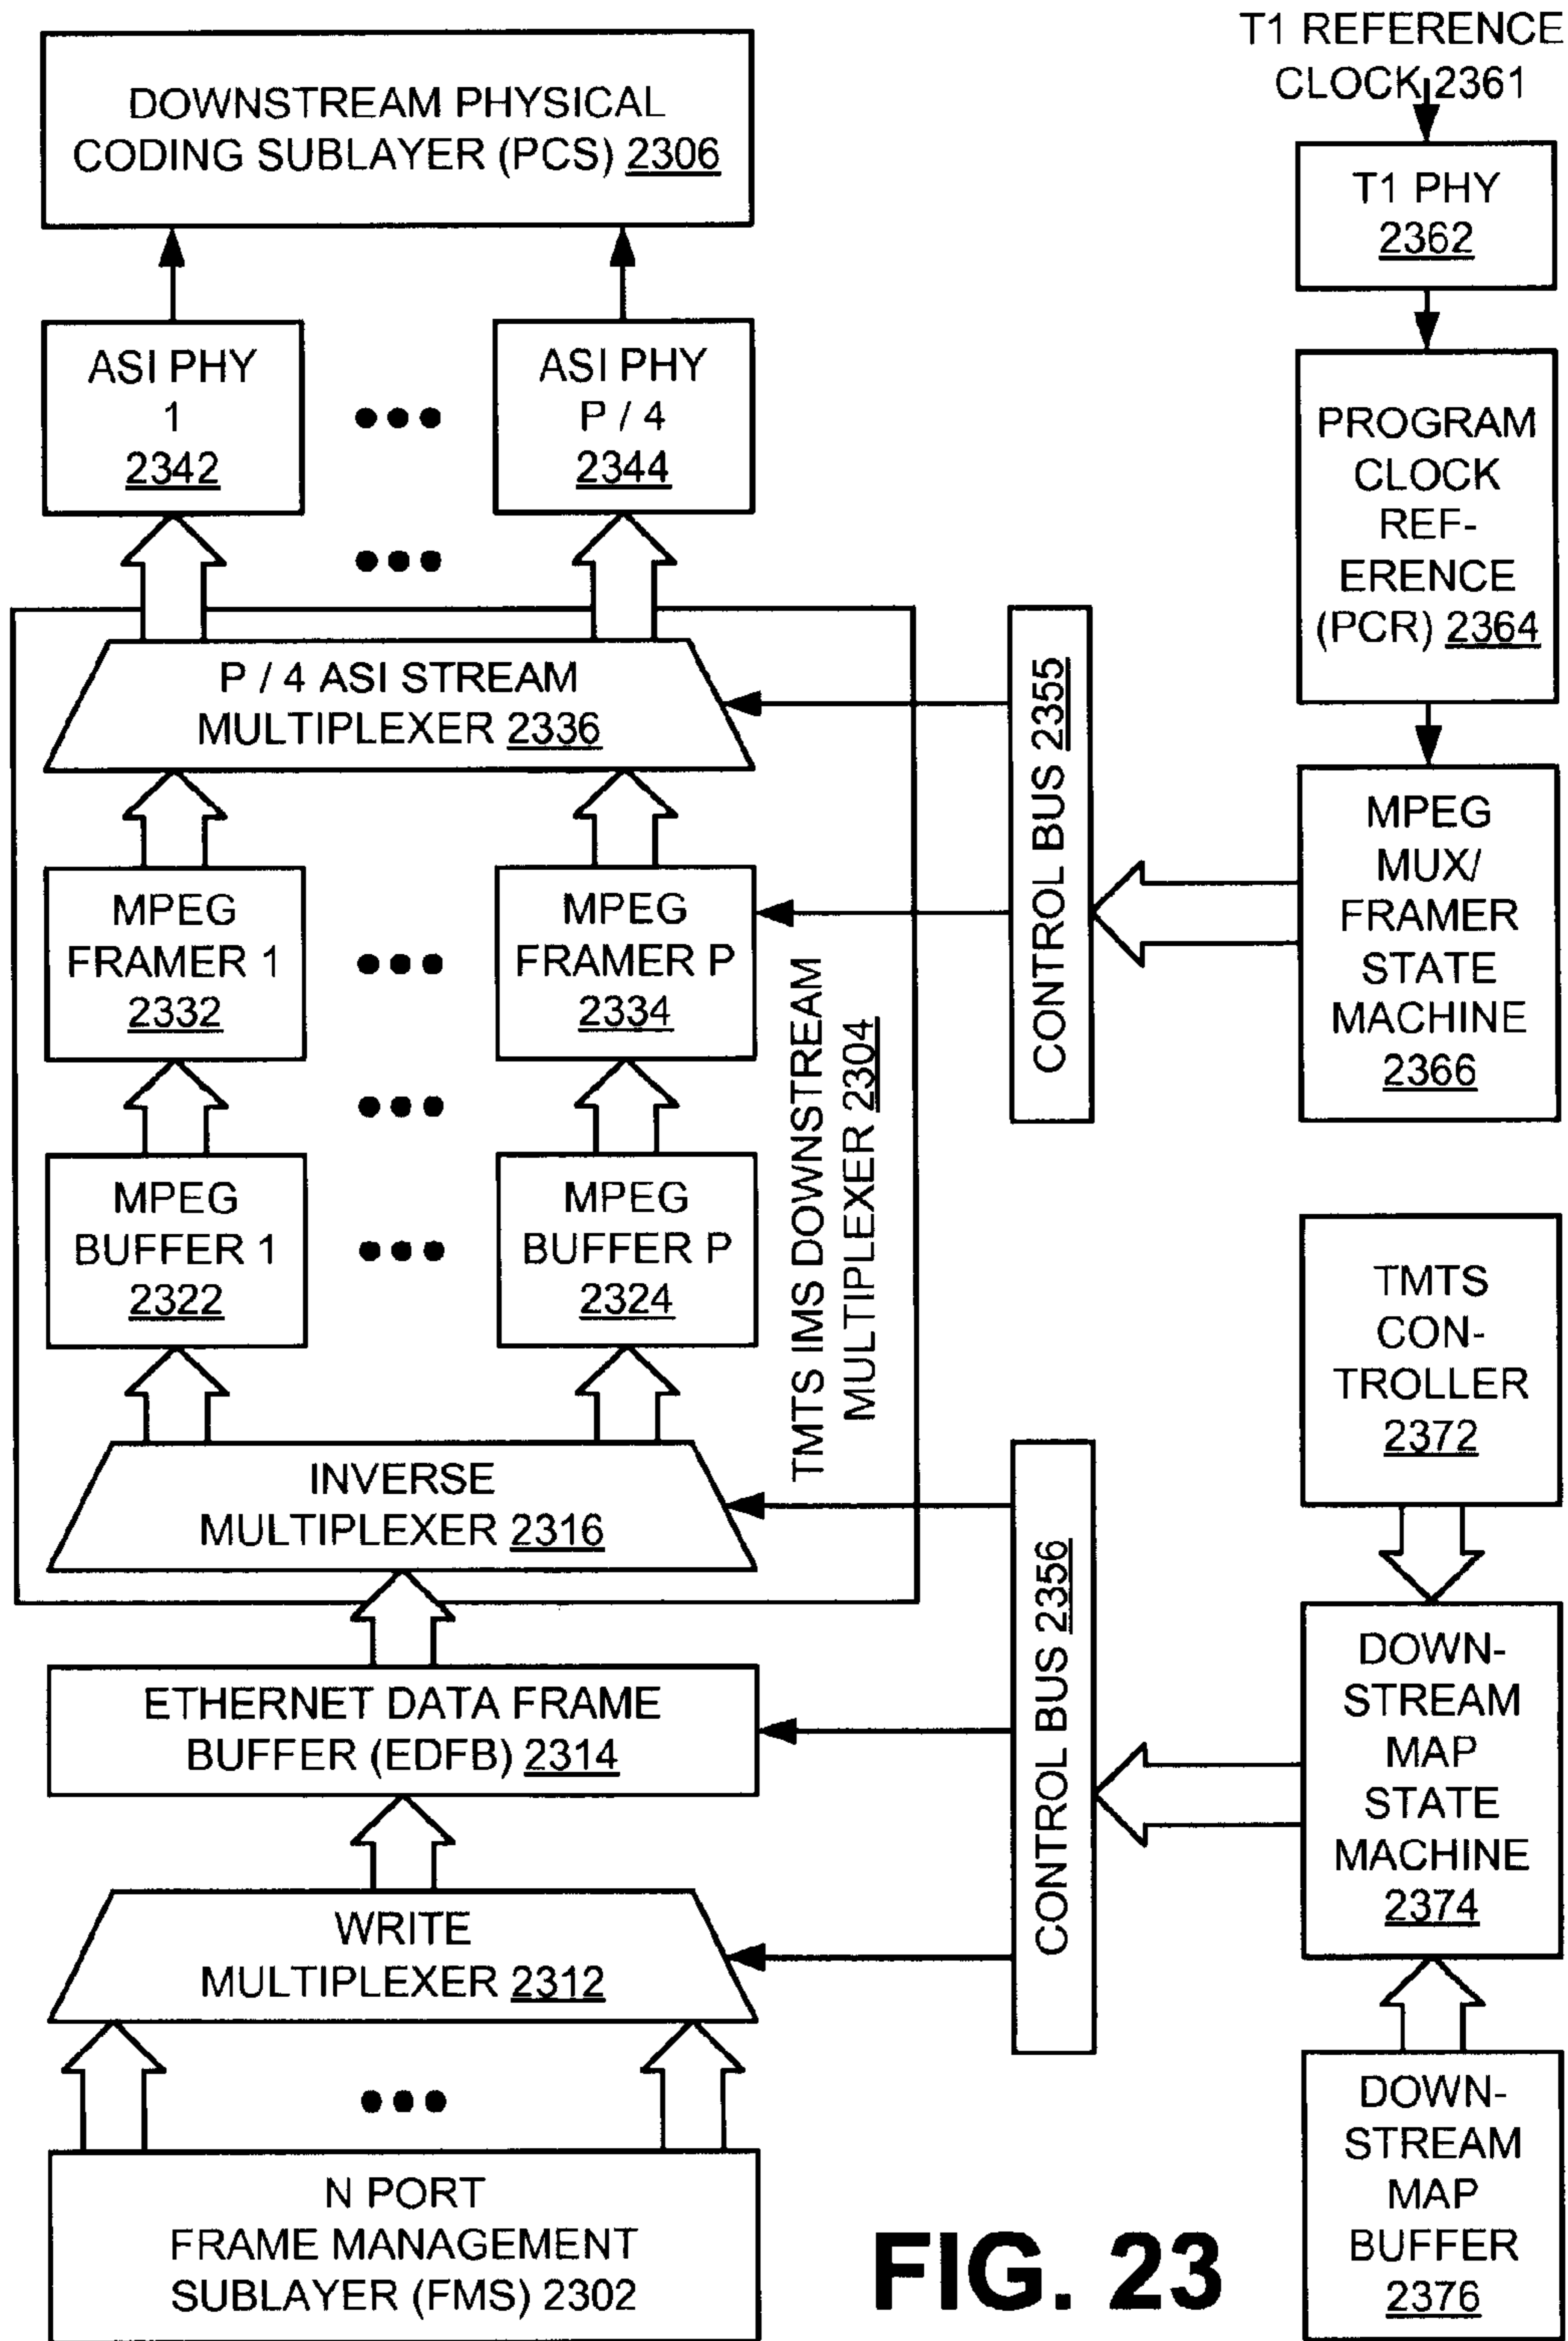 T1 REFERENCE
CLOCK 2361
DOWNSTREAM PHYSICAL
CODING SUBLAYER (PCS) 2306
T1 PHY
2362
ASI PHY
1
2342
ASI PHY
P / 4
2344
PROGRAM
CLOCK
REF-
ERENCE
(PCR) 2364
P / 4 ASI STREAM
MULTIPLEXER 2336
CONTROL BUS 2355
MPEG
MUX/
FRAMER
STATE
MACHINE
2366
MPEG
FRAMER 1
2332
MPEG
FRAMER P
2334
TMTS IMS DOWNSTREAM
MULTIPLEXER 2304
MPEG
BUFFER 1
2322
MPEG
BUFFER P
2324
TMTS
CON-
TROLLER
2372
INVERSE
MULTIPLEXER 2316
CONTROL BUS 2356
ETHERNET DATA FRAME
BUFFER (EDFB) 2314
DOWN-
STREAM
MAP
STATE
MACHINE
2374
WRITE
MULTIPLEXER 2312
N PORT
FRAME MANAGEMENT
SUBLAYER (FMS) 2302
DOWN-
STREAM
MAP
BUFFER
2376
FIG. 23